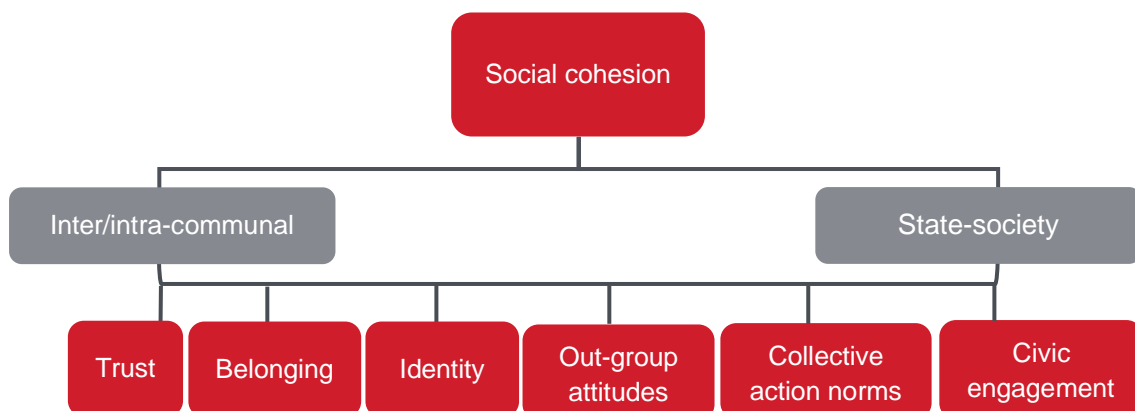 Social cohesion
Inter/intra-communal
State-society
Trust
Belonging
Identity
Out-group
attitudes
Collective
action norms
Civic
engagement